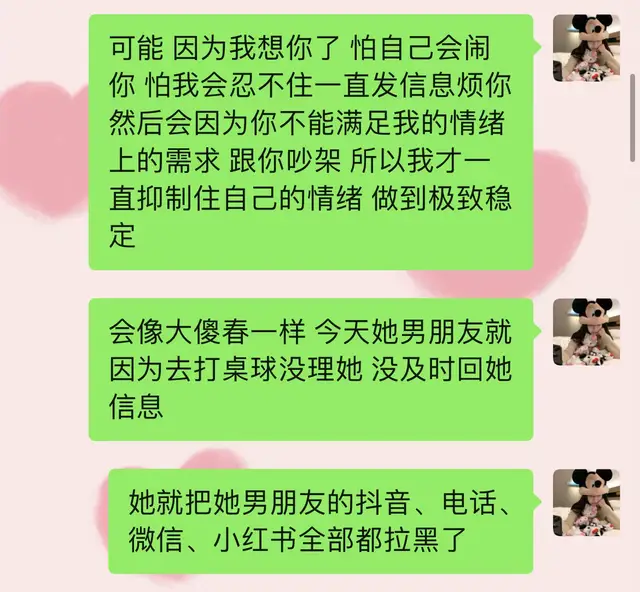 可能 因为我想你了 怕自己会闹
你 怕我会忍不住一直发信息烦你
然后会因为你不能满足我的情绪
上的需求 跟你吵架 所以我才一
直抑制住自己的情绪 做到极致稳
定
会像大傻春一样 今天她男朋友就
因为去打桌球没理她 没及时回她
信息
她就把她男朋友的抖音、电话、
微信、小红书全部都拉黑了